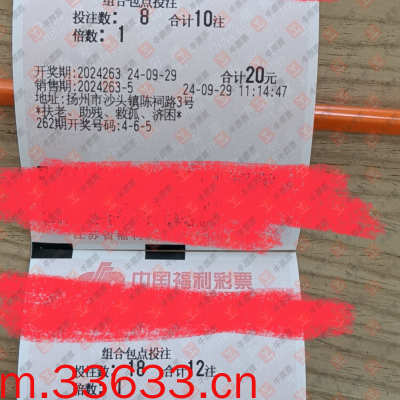 组合包点投注
投注数: 8 合计10注
倍数: 1
开奖期:2024263 24-09-29 合计20元
销售期:2024263-5 24-09-29 11:14:47
地址:扬州市沙头镇陈祠路3号
*扶老、助残、救孤、济困*
262期开奖号码:4-6-5
中国福利彩票
组合包点投注
投注数: 18 合计12注
倍数: 1
m.33633.cn